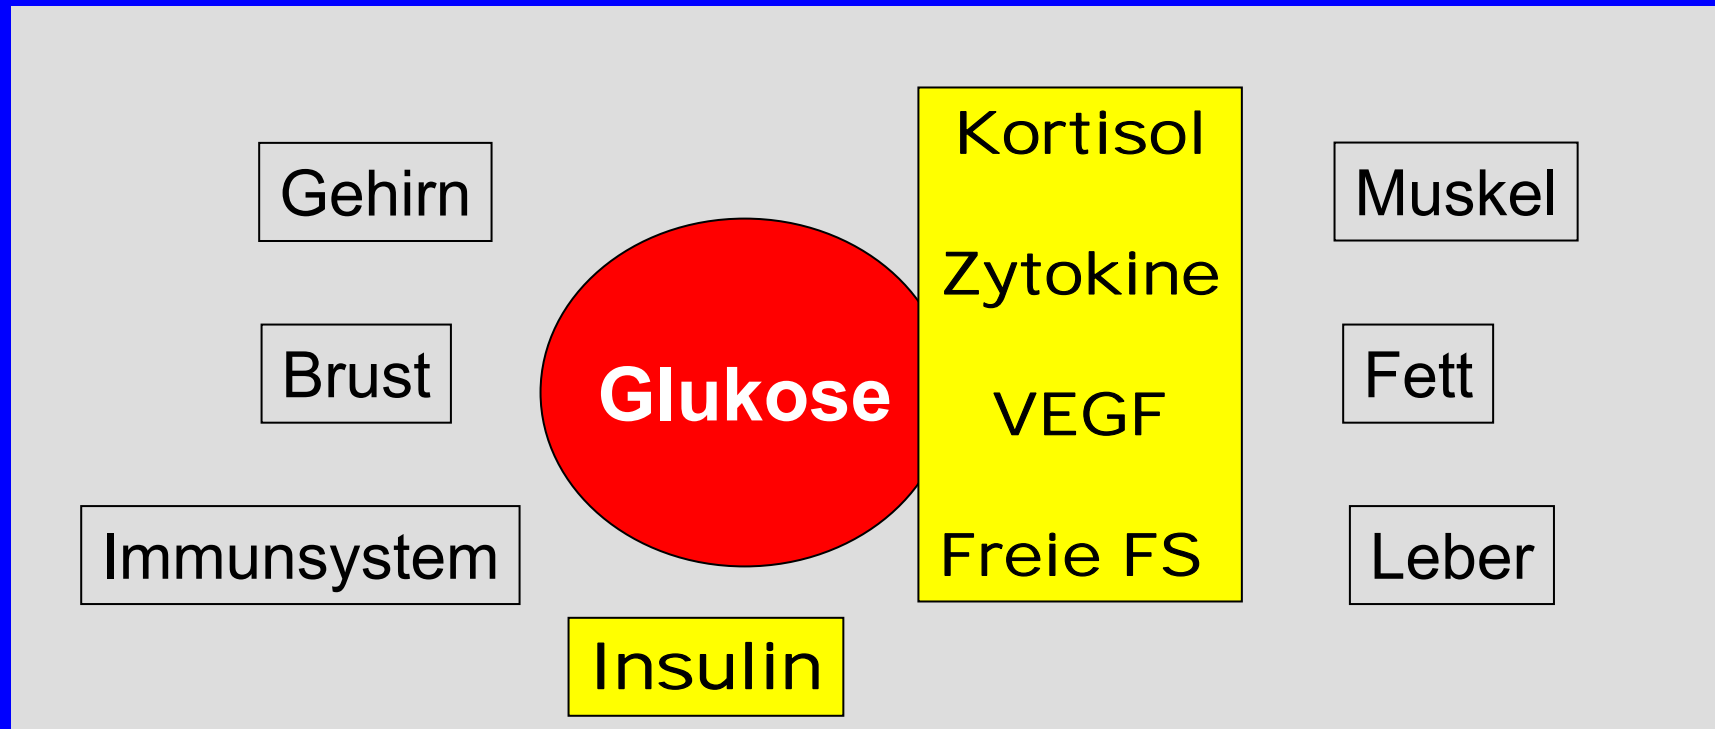 Gehirn
Brust
Immunsystem
Glukose
Insulin
Kortisol
Zytokine
VEGF
Freie FS
Muskel
Fett
Leber